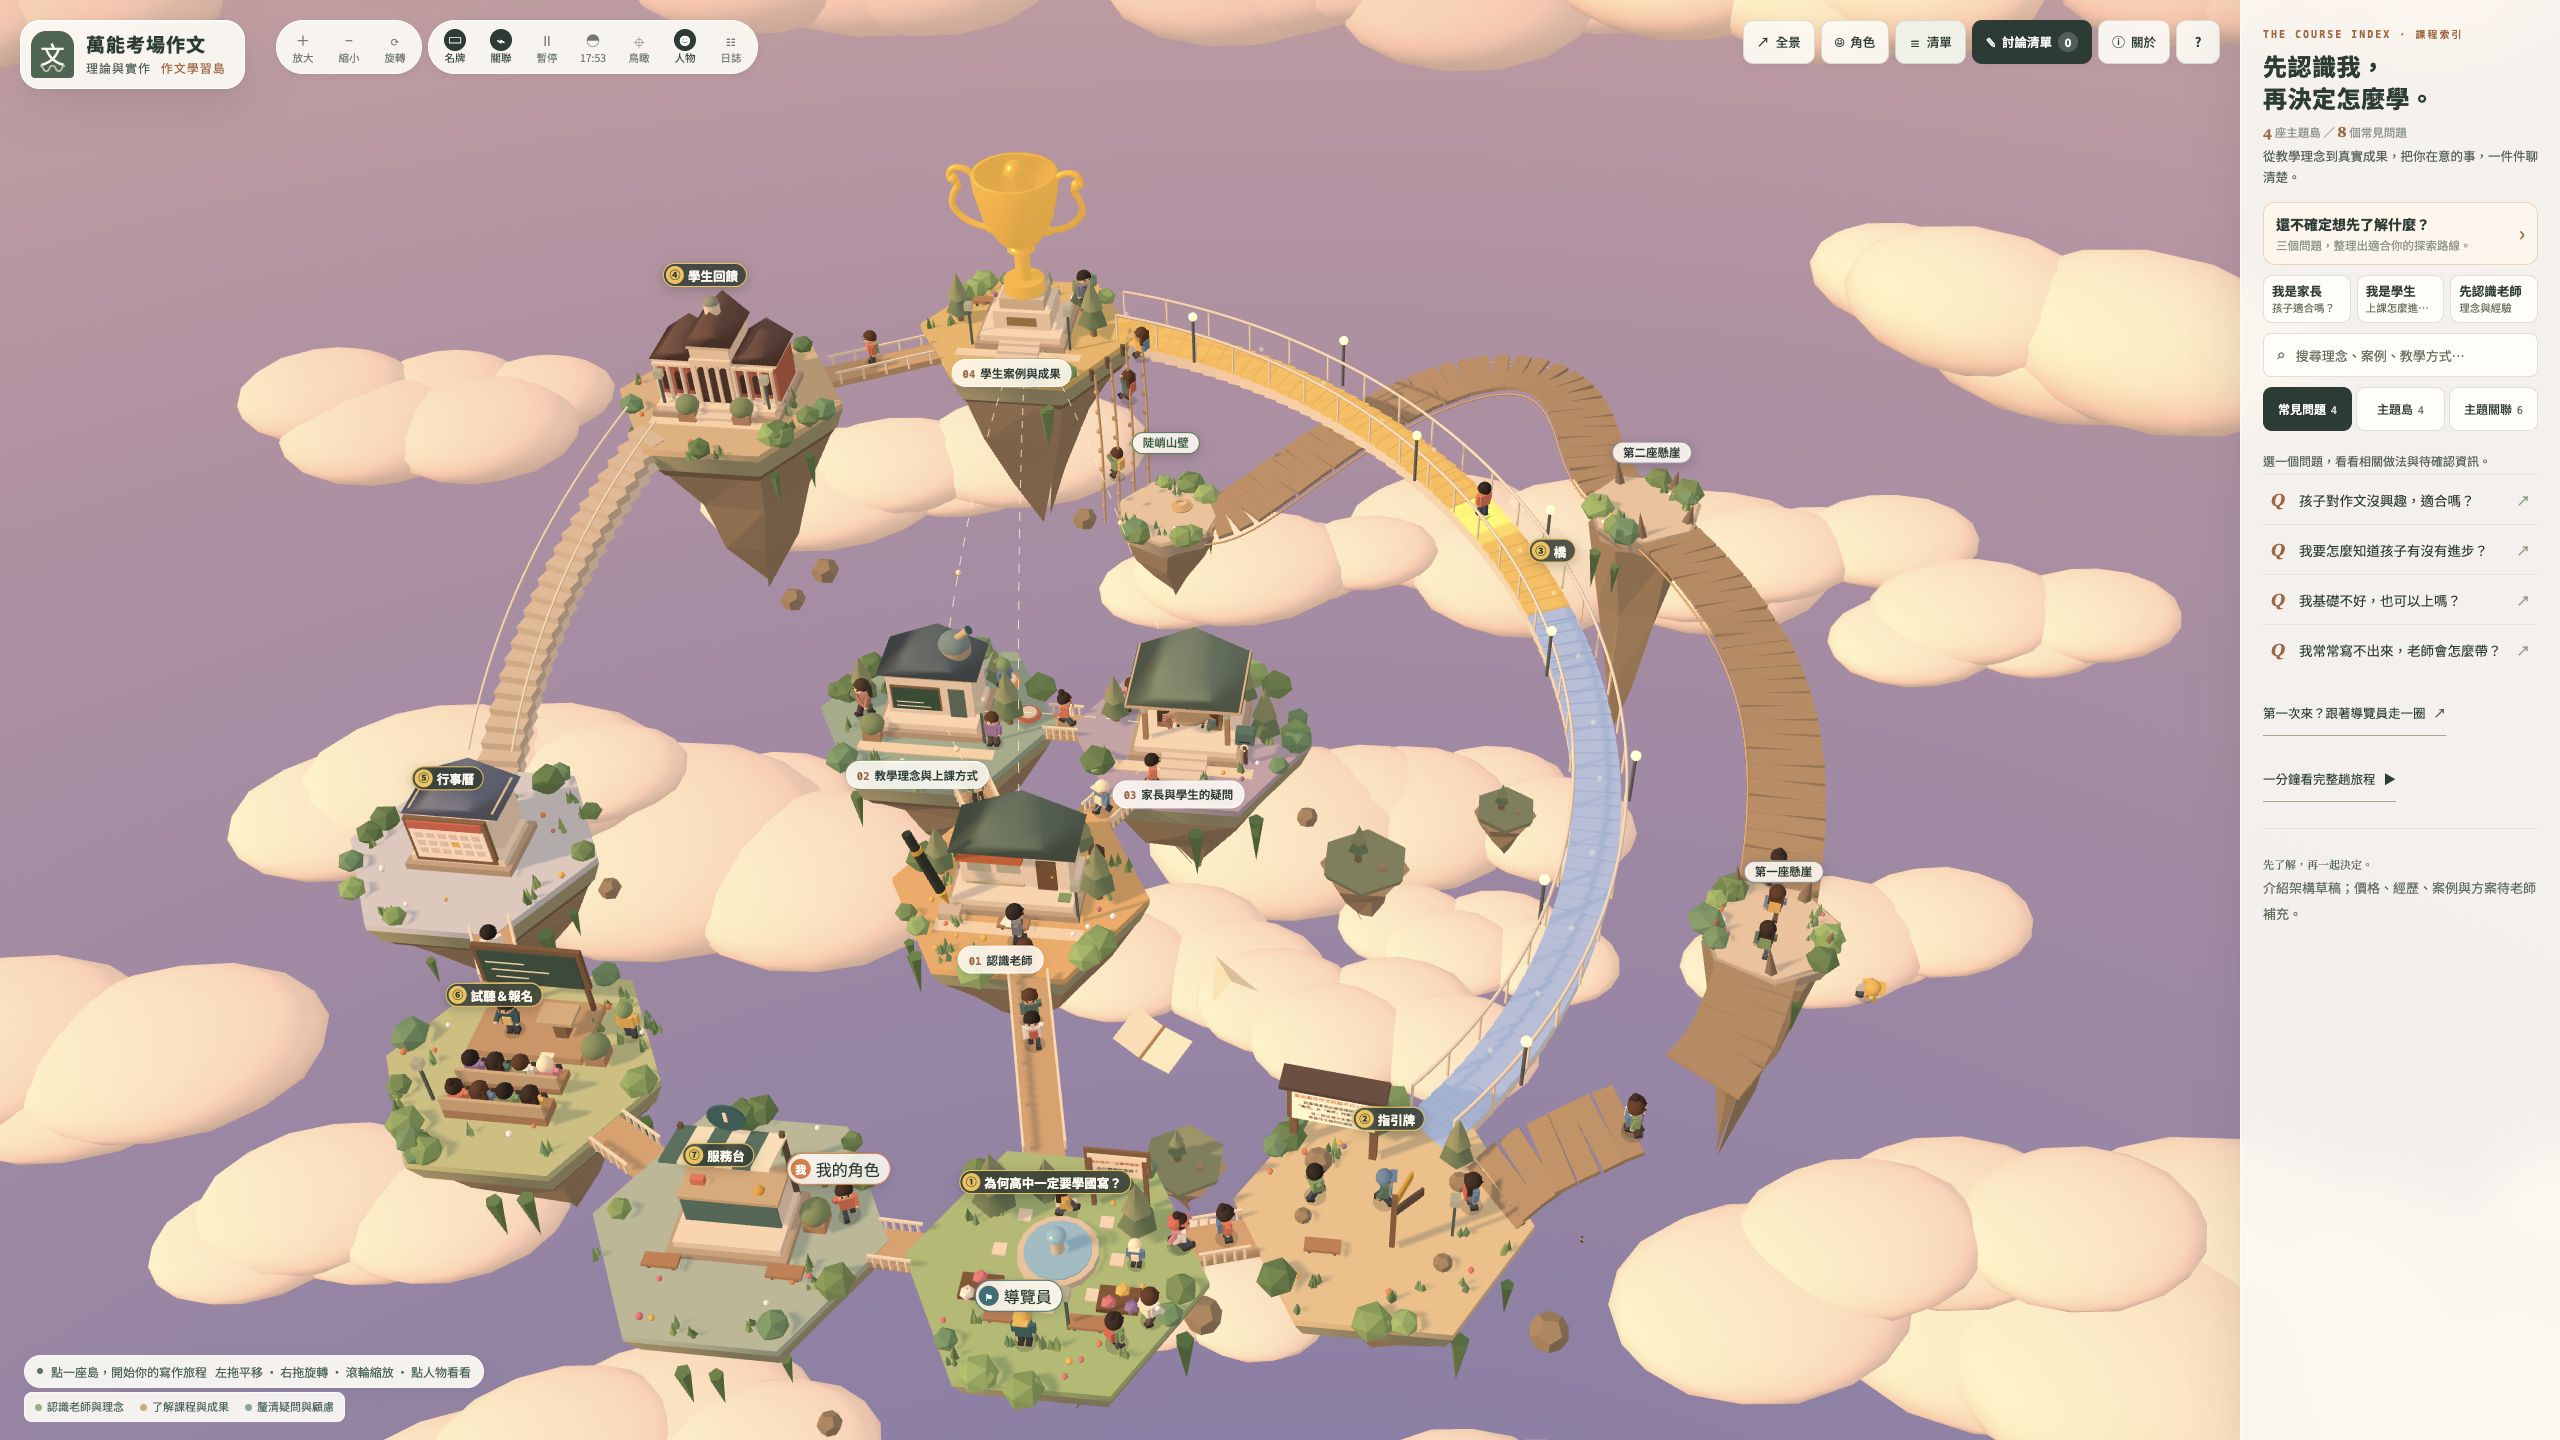 萬能考場作文
理論與實作 作文學習島
放大
縮小
旋轉
名牌
關聯
暫停
17:53
鳥瞰
人物
日誌
全景
角色
清單
討論清單 0
關於
?
文
④ 學生回饋
04 學生案例與成果
陡峭山壁
第二座懸崖
③ 橋
02 教學理念與上課方式
03 家長與學生的疑問
⑤ 行事曆
01 認識老師
第一座懸崖
⑥ 試聽&報名
② 指引牌
⑦ 服務台
我 我的角色
① 為何高中一定要學國寫?
導覽員
點一座島,開始你的寫作旅程 左拖平移 · 右拖旋轉 · 滾輪縮放 · 點人物看看
認識老師與理念
了解課程與成果
釐清疑問與顧慮
THE COURSE INDEX · 課程索引
先認識我,
再決定怎麼學。
4 座主題島 / 8 個常見問題
從教學理念到真實成果,把你在意的事,一件件聊
清楚。
還不確定想先了解什麼?
三個問題,整理出適合你的探索路線。
我是家長
孩子適合嗎?
我是學生
上課怎麼進…
先認識老師
理念與經驗
搜尋理念、案例、教學方式…
常見問題 4
主題島 4
主題關聯 6
選一個問題,看看相關做法與待確認資訊。
Q 孩子對作文沒興趣,適合嗎? ↗
Q 我要怎麼知道孩子有沒有進步? ↗
Q 我基礎不好,也可以上嗎? ↗
Q 我常常寫不出來,老師會怎麼帶? ↗
第一次來?跟著導覽員走一圈 ↗
一分鐘看完整趟旅程 ▶
先了解,再一起決定。
介紹架構草稿;價格、經歷、案例與方案待老師
補充。